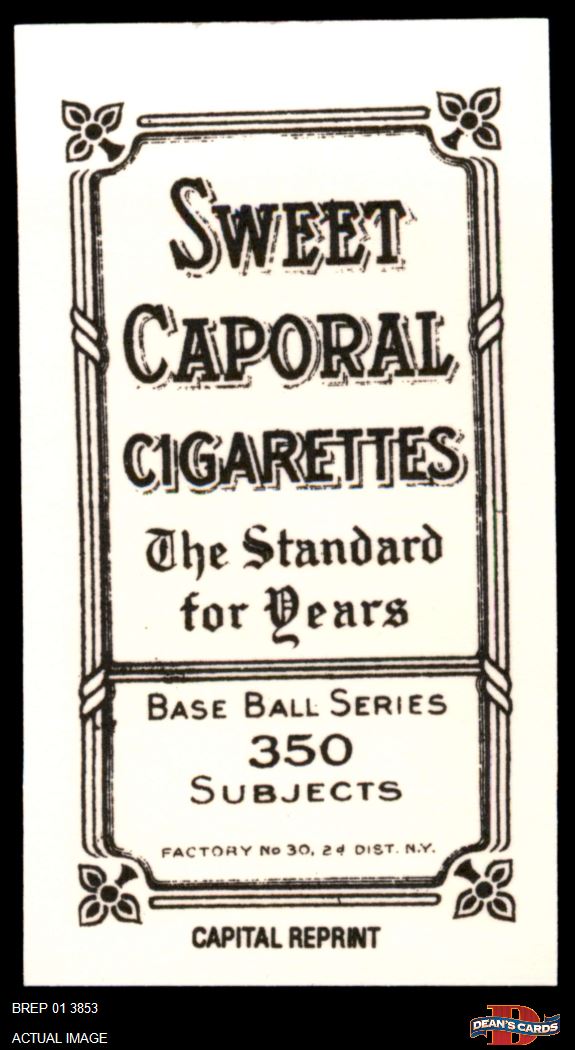 SWEET
CAPORAL
CIGARETTES
The Standard
for Years
BASE BALL SERIES
350
SUBJECTS
FACTORY No 30, 2d DIST. N.Y.
CAPITAL REPRINT
BREP 01 3853
ACTUAL IMAGE
D
DEAN'S CARDS